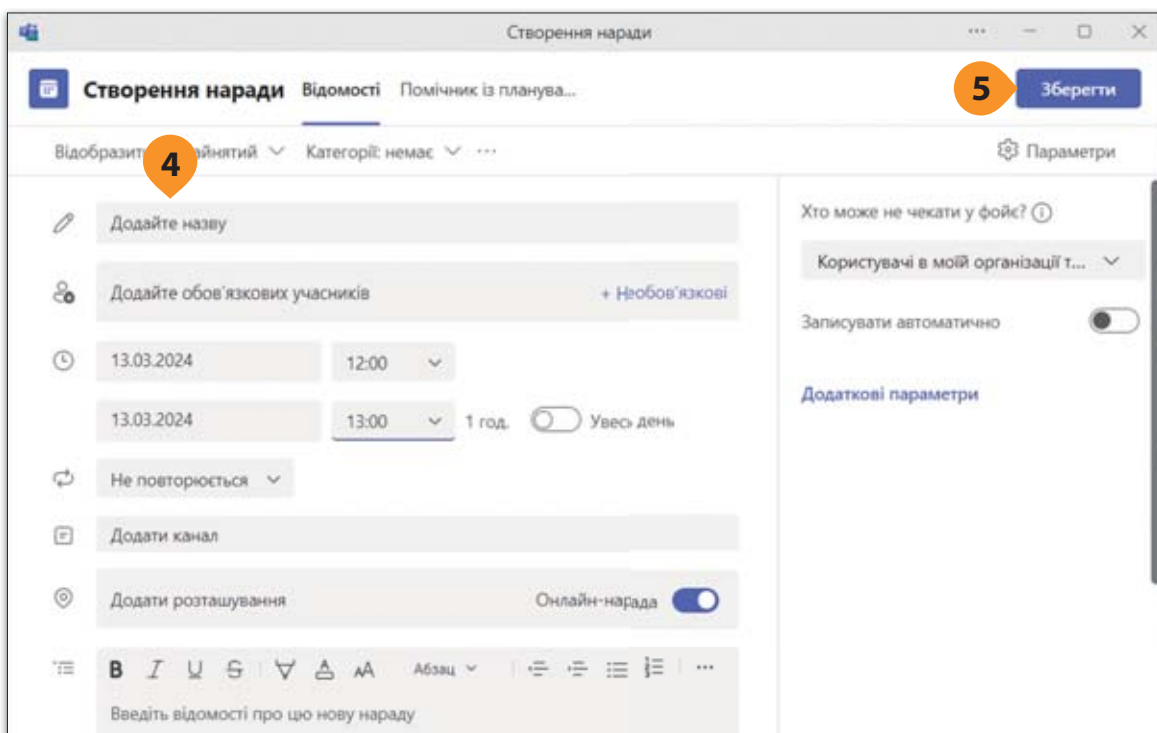 Створення наради
Створення наради Відомості Помічник із планува... 5 Зберегти
Відобразит 4 айнятий Категорії: немає ... Параметри
Додайте назву
Хто може не чекати у фойє?
Користувачі в моїй організації т...
Додайте обов'язкових учасників + Необов'язкові
Записувати автоматично
13.03.2024 12:00
Додаткові параметри
13.03.2024 13:00 1 год. Увесь день
Не повторюється
Додати канал
Додати розташування Онлайн-нарада
B I U S A AA Абзац ...
Введіть відомості про цю нову нараду